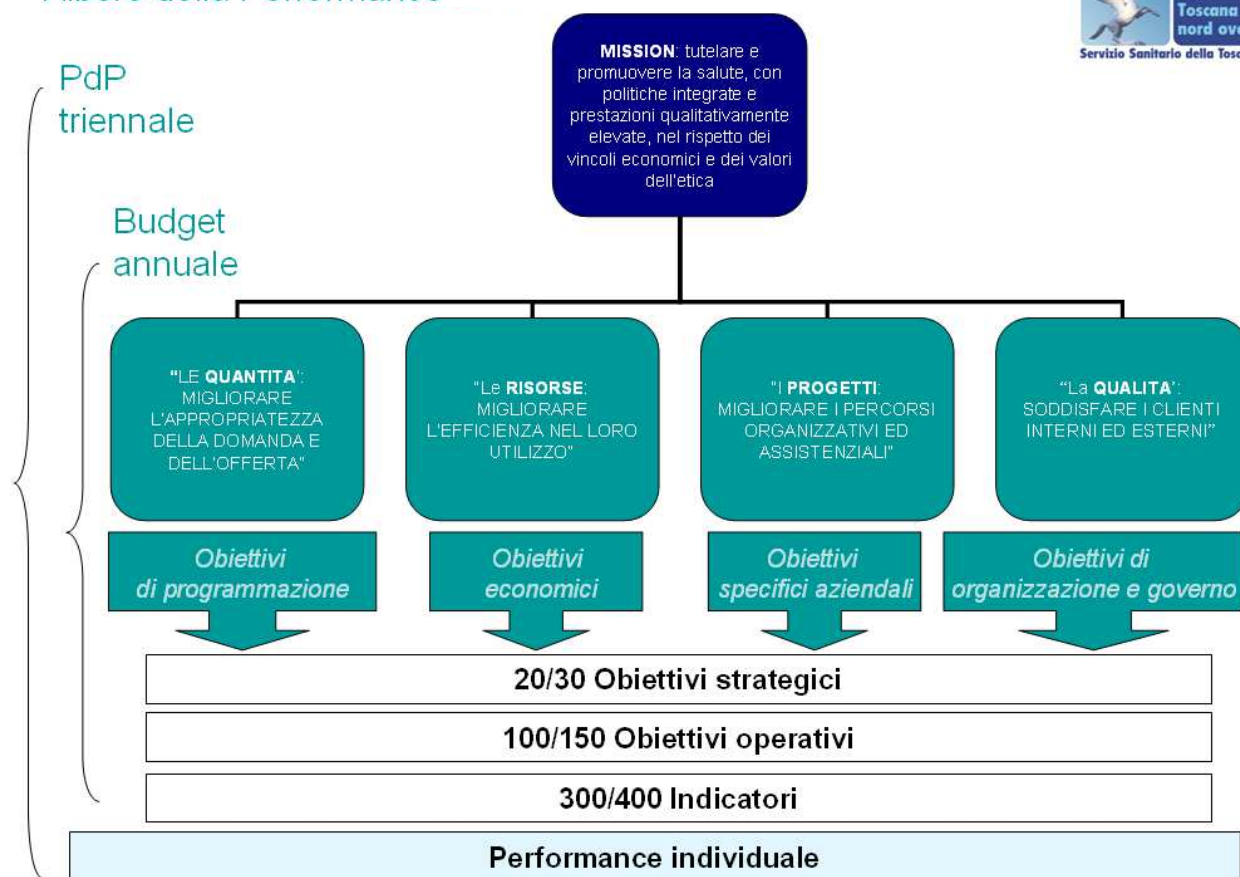 PdP
triennale
Budget
annuale
Toscana
nord ove
Servizio Sanitario della Tosc
MISSION: tutelare e
promuovere la salute, con
politiche integrate e
prestazioni qualitativamente
elevate, nel rispetto dei
vincoli economici e dei valori
dell'etica
"LE QUANTITA':
MIGLIORARE
L'APPROPRIATEZZA
DELLA DOMANDA E
DELL'OFFERTA"
"Le RISORSE:
MIGLIORARE
L'EFFICIENZA NEL LORO
UTILIZZO"
"I PROGETTI:
MIGLIORARE I PERCORSI
ORGANIZZATIVI ED
ASSISTENZIALI"
"La QUALITA':
SODDISFARE I CLIENTI
INTERNI ED ESTERNI"
Obiettivi
di programmazione
Obiettivi
economici
Obiettivi
specifici aziendali
Obiettivi di
organizzazione e governo
20/30 Obiettivi strategici
100/150 Obiettivi operativi
300/400 Indicatori
Performance individuale